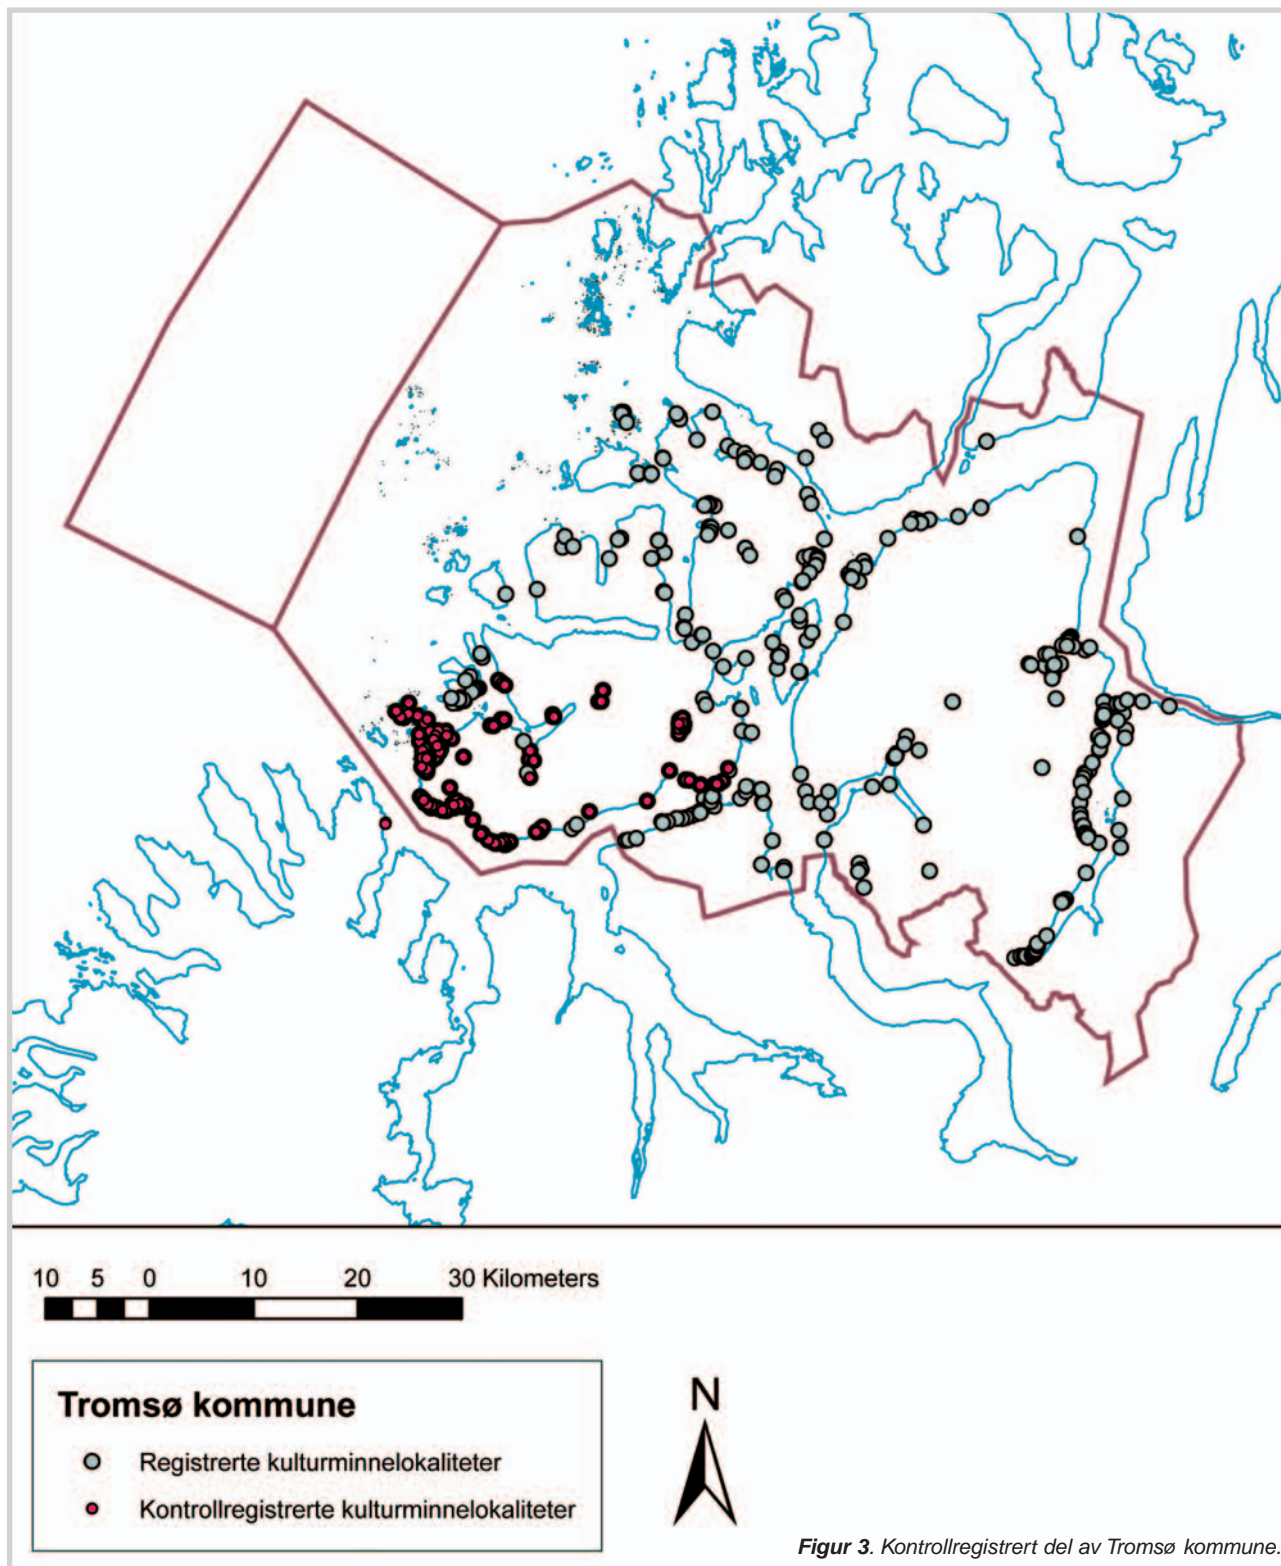 10 5 0 10 20 30 Kilometers
Tromsø kommune
Registrerte kulturminnelokaliteter
Kontrollregistrerte kulturminnelokaliteter
N
Figur 3. Kontrollregistrert del av Tromsø kommune.